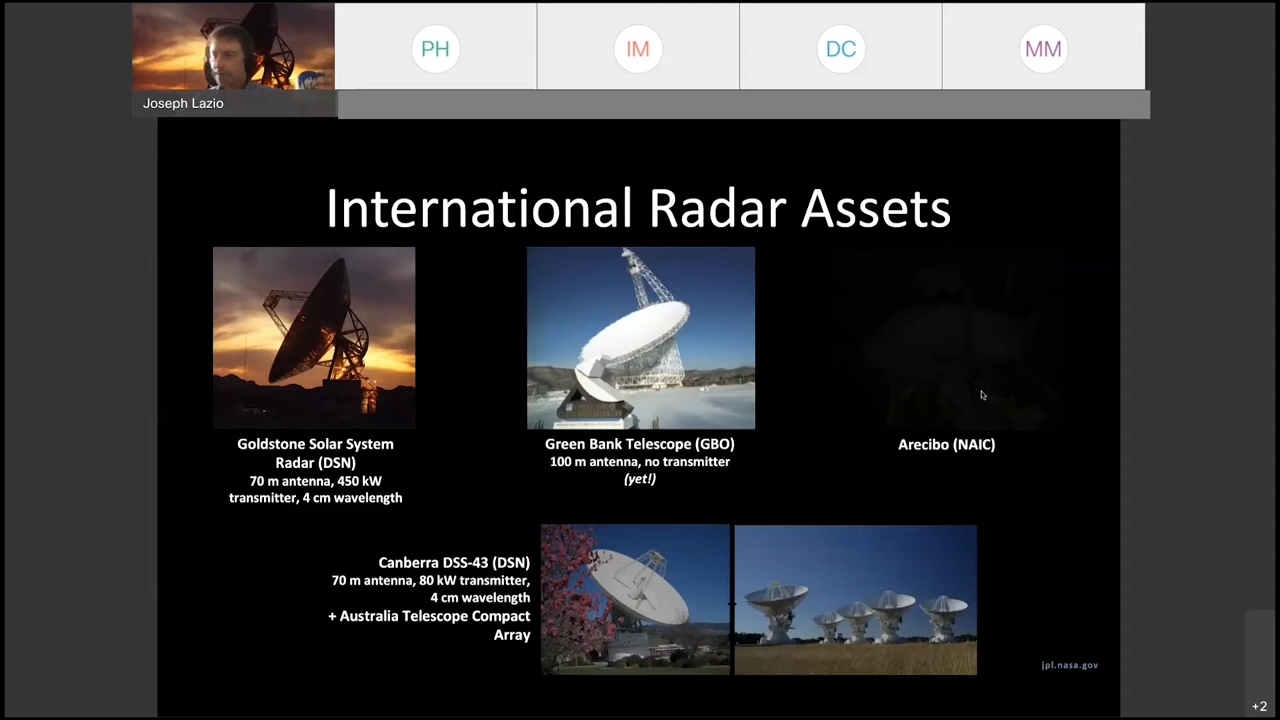 PH
IM
DC
MM
Joseph Lazio
International Radar Assets
Goldstone Solar System
Radar (DSN)
70 m antenna, 450 kW
transmitter, 4 cm wavelength
Green Bank Telescope (GBO)
100 m antenna, no transmitter
(yet!)
Arecibo (NAIC)
Canberra DSS-43 (DSN)
70 m antenna, 80 kW transmitter,
4 cm wavelength
+ Australia Telescope Compact
Array
jpl.nasa.gov
+2